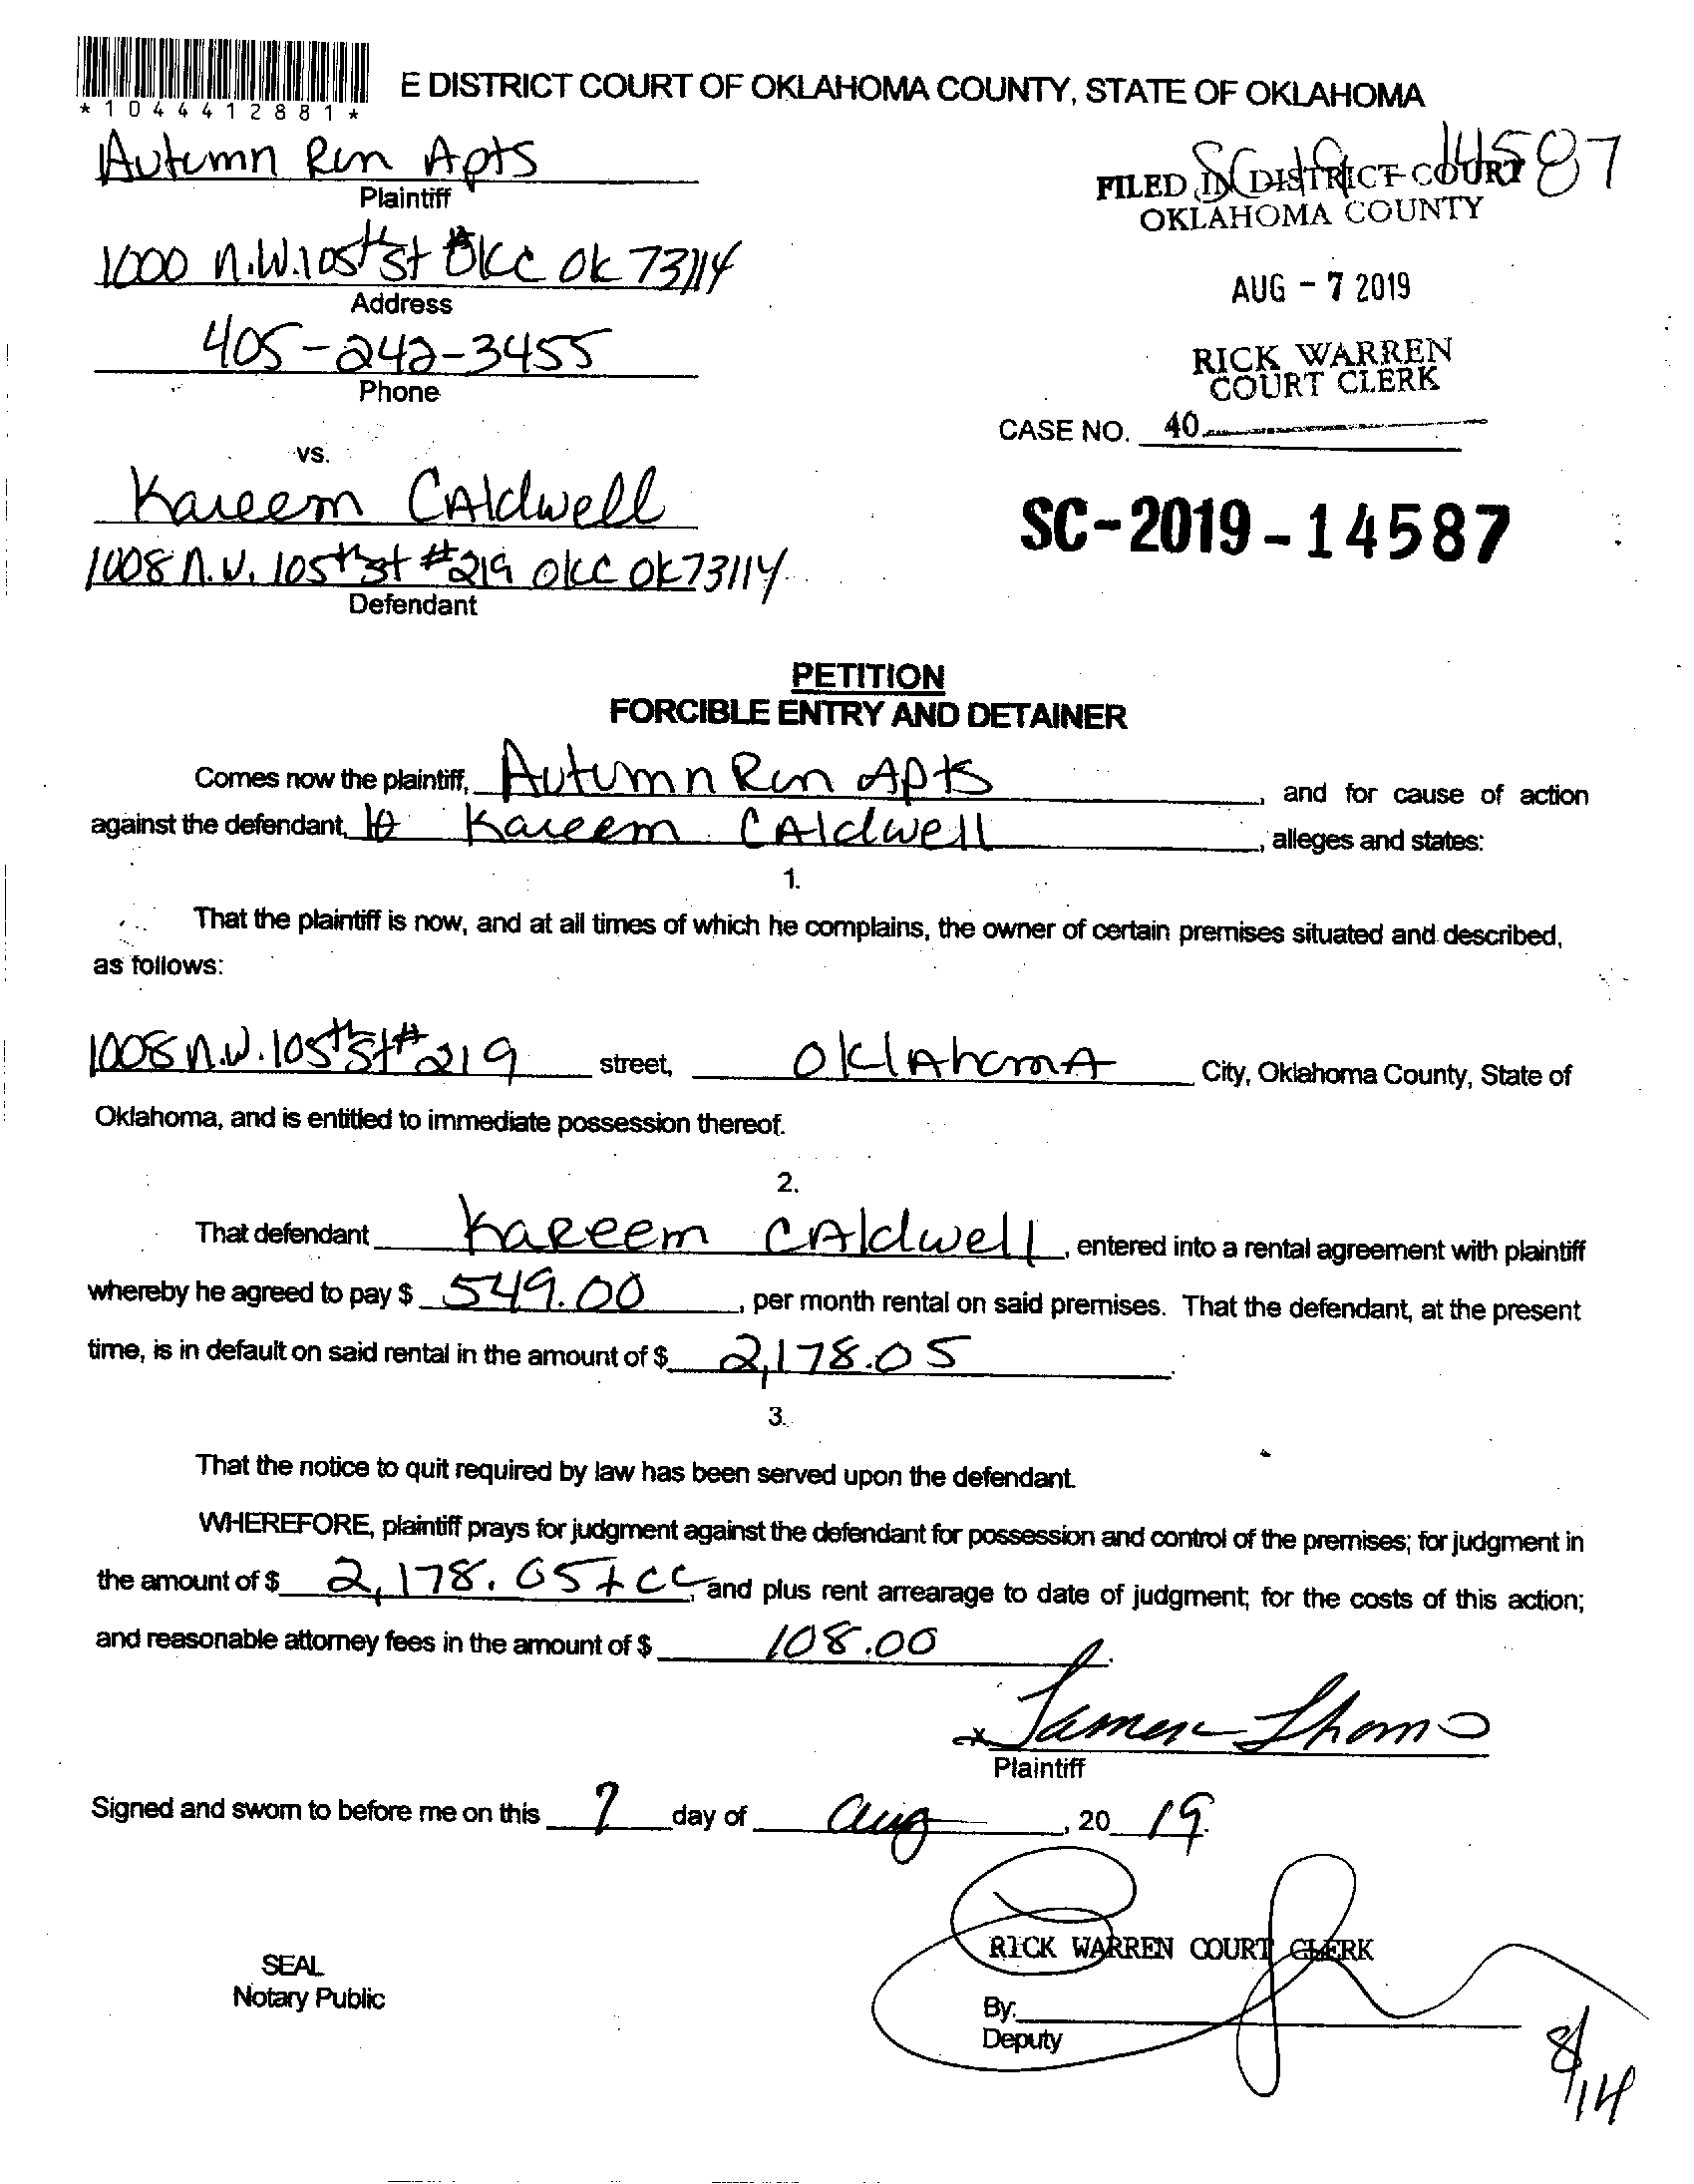 *1044412881*
E DISTRICT COURT OF OKLAHOMA COUNTY, STATE OF OKLAHOMA
Autumn Run Apts
Plaintiff
SC 19 14587
FILED IN DISTRICT COURT
OKLAHOMA COUNTY
1000 N.W. 105th St OKC OK 73114
Address
AUG - 7 2019
405-242-3455
Phone
RICK WARREN
COURT CLERK
CASE NO. 40
vs.
Kareem CAldwell
SC-2019-14587
1008 N.W. 105th St #219 OKC OK 73114
Defendant
PETITION
FORCIBLE ENTRY AND DETAINER
Comes now the plaintiff, Autumn Run Apts, and for cause of action
against the defendant, Kareem CAldwell, alleges and states:
1.
That the plaintiff is now, and at all times of which he complains, the owner of certain premises situated and described,
as follows:
1008 N.W. 105th St # 219 street, OklAhomA City, Oklahoma County, State of
Oklahoma, and is entitled to immediate possession thereof.
2.
That defendant KaReem CAldwell, entered into a rental agreement with plaintiff
whereby he agreed to pay $ 549.00, per month rental on said premises. That the defendant, at the present
time, is in default on said rental in the amount of $ 2,178.05.
3.
That the notice to quit required by law has been served upon the defendant.
WHEREFORE, plaintiff prays for judgment against the defendant for possession and control of the premises; for judgment in
the amount of $ 2,178.05 + CC, and plus rent arrearage to date of judgment; for the costs of this action;
and reasonable attorney fees in the amount of $ 108.00.
x
Plaintiff
Signed and sworn to before me on this 7 day of Aug, 20 19.
RICK WARREN COURT CLERK
SEAL
Notary Public
By:
Deputy
8/14